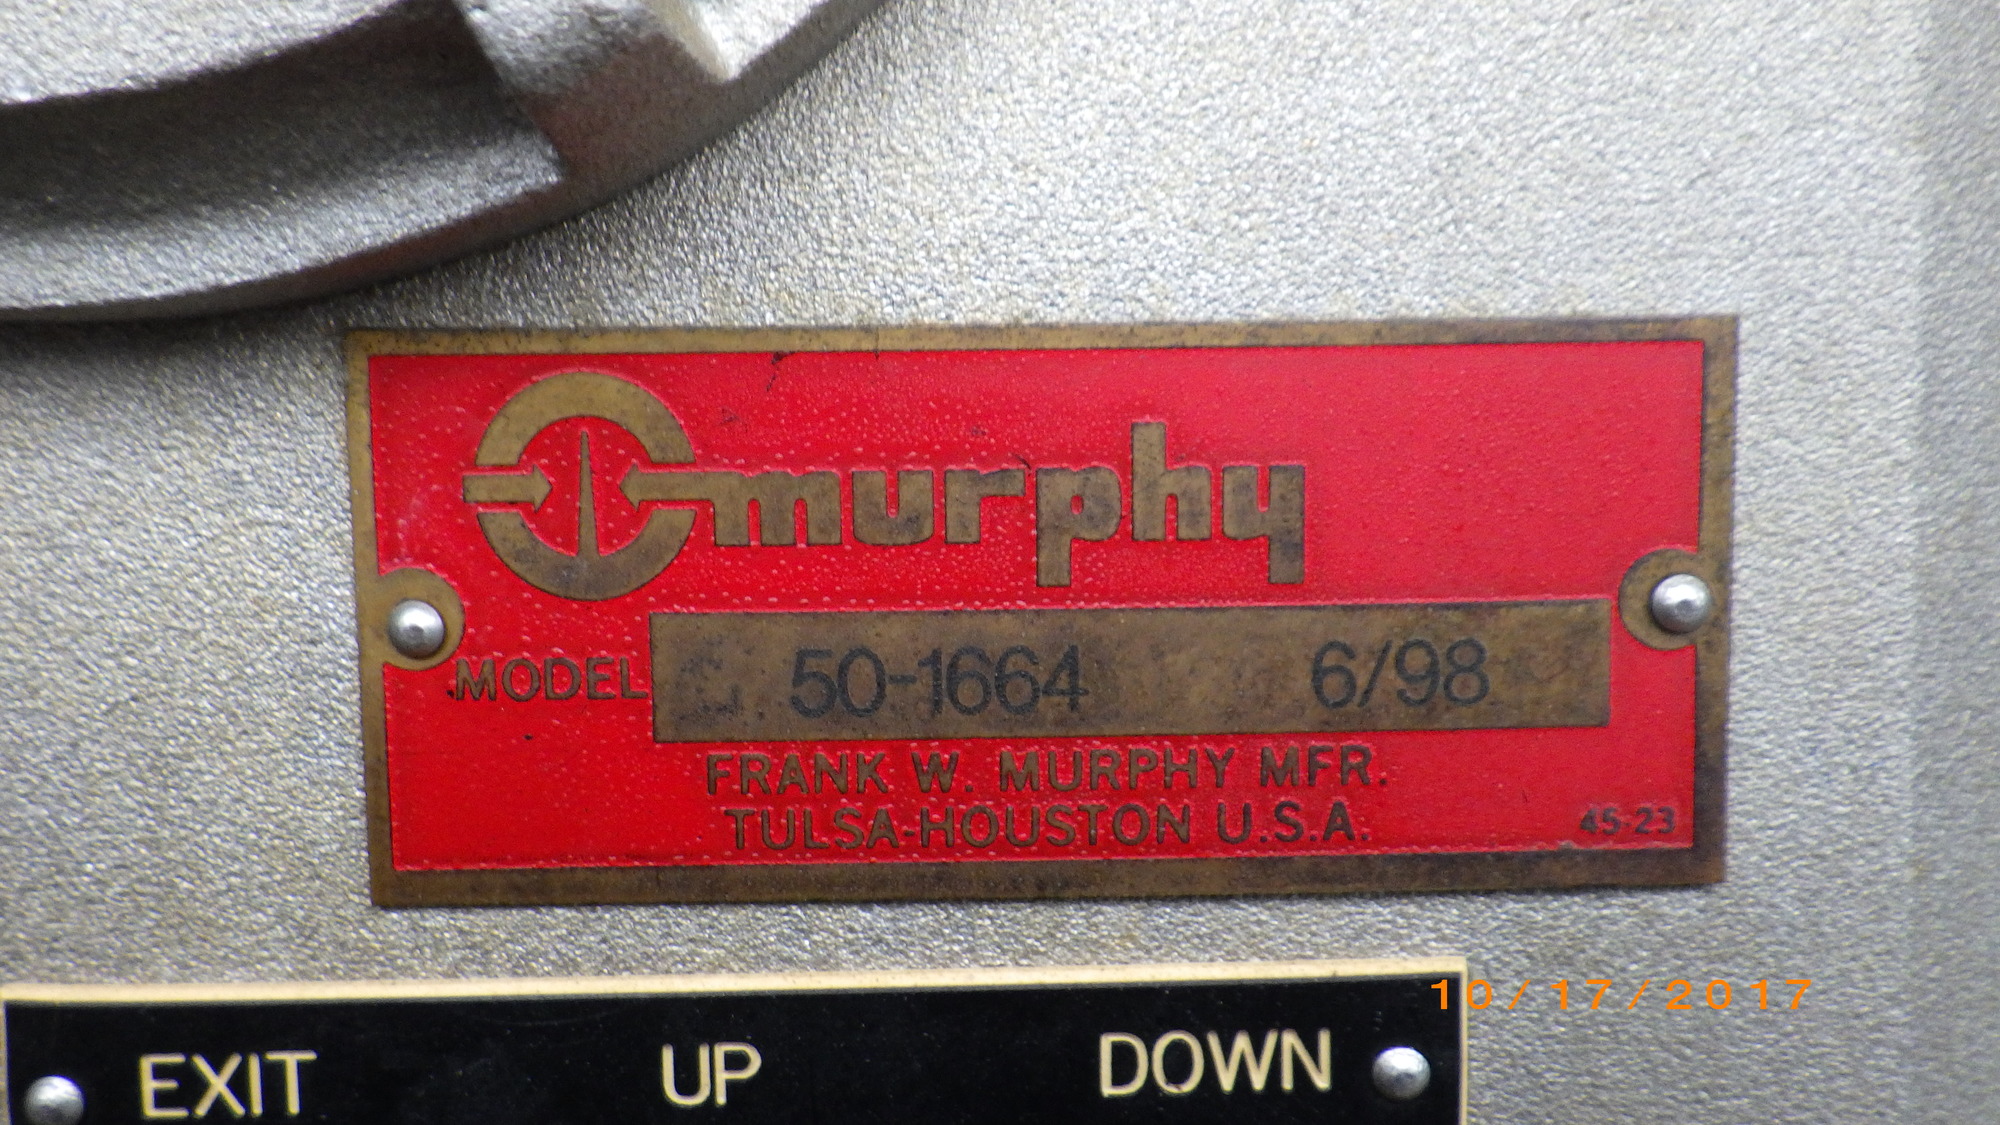 murphy
MODEL 50-1664 6/98
FRANK W. MURPHY MFR.
TULSA-HOUSTON U.S.A.
45-23
10/17/2017
EXIT UP DOWN